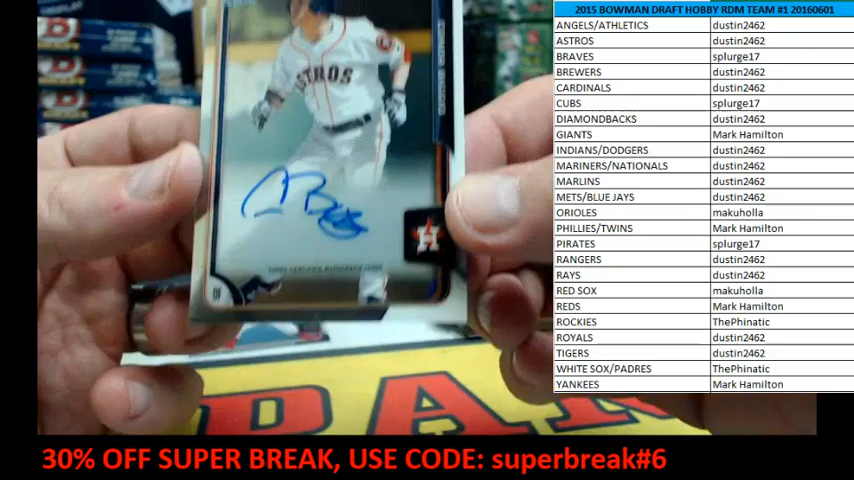 2015 BOWMAN DRAFT HOBBY RDM TEAM #1 20160601
ANGELS/ATHLETICS dustin2462
ASTROS dustin2462
BRAVES splurge17
BREWERS dustin2462
CARDINALS dustin2462
CUBS splurge17
DIAMONDBACKS dustin2462
GIANTS Mark Hamilton
INDIANS/DODGERS dustin2462
MARINERS/NATIONALS dustin2462
MARLINS dustin2462
METS/BLUE JAYS dustin2462
ORIOLES makuholla
PHILLIES/TWINS Mark Hamilton
PIRATES splurge17
RANGERS dustin2462
RAYS dustin2462
RED SOX makuholla
REDS Mark Hamilton
ROCKIES ThePhinatic
ROYALS dustin2462
TIGERS dustin2462
WHITE SOX/PADRES ThePhinatic
YANKEES Mark Hamilton
ASTROS
H
TOPPS CERTIFIED AUTOGRAPH ISSUE
30% OFF SUPER BREAK, USE CODE: superbreak#6